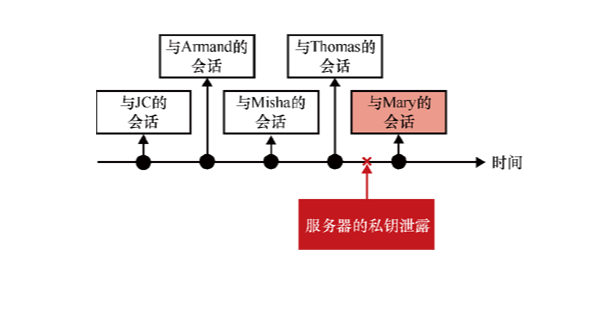 与Armand的
会话
与Thomas的
会话
与JC的
会话
与Misha的
会话
与Mary的
会话
时间
服务器的私钥泄露